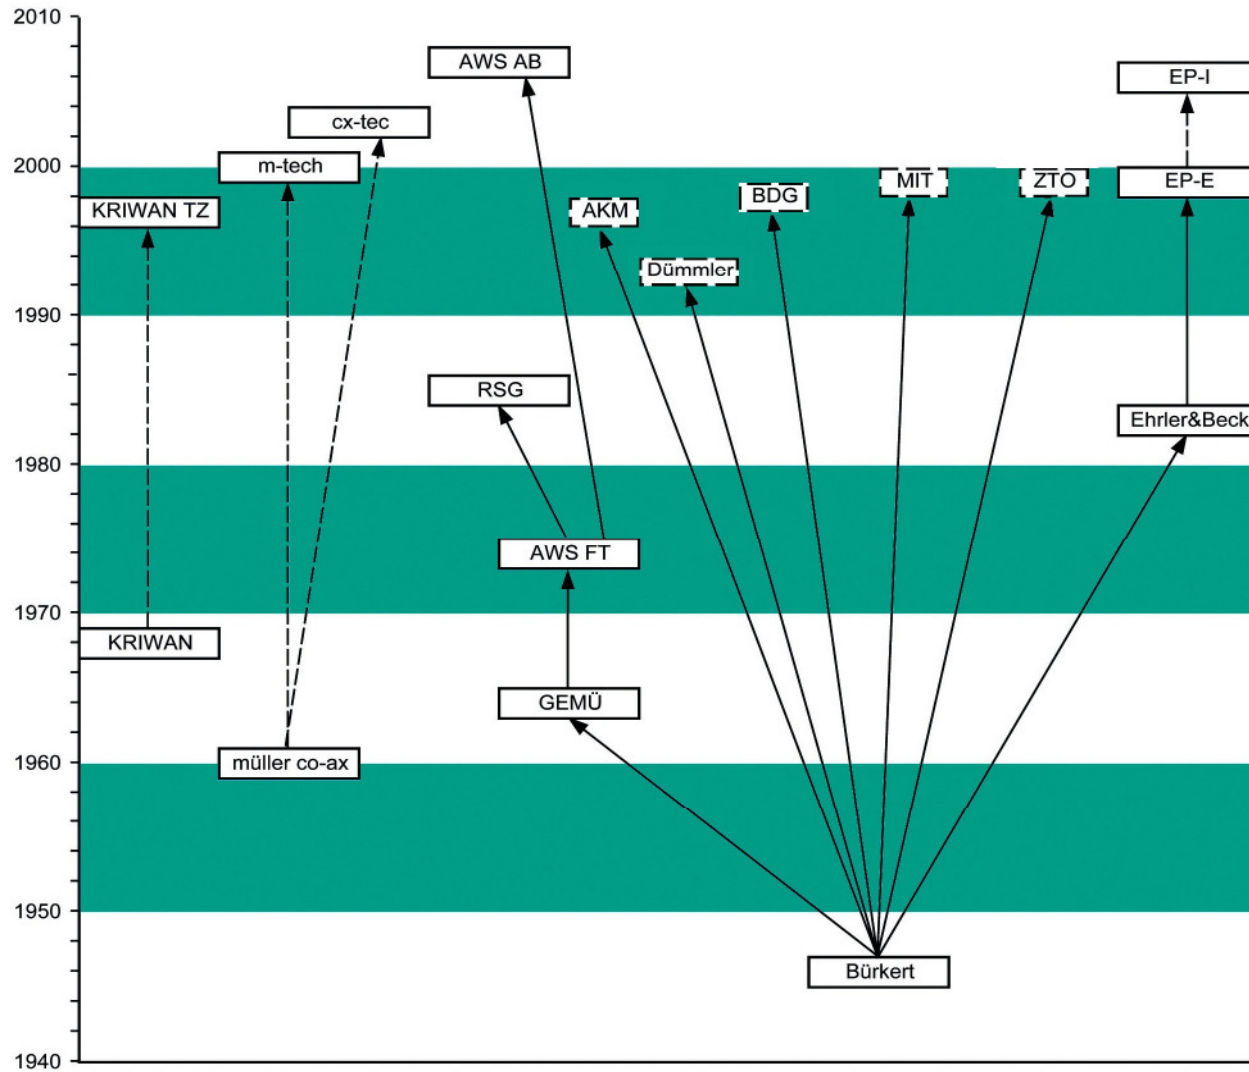 2010
AWS AB
EP-I
cx-tec
2000
m-tech
MIT
ZTO
EP-E
BDG
KRIWAN TZ
AKM
Dümmler
1990
RSG
Ehrler&Beck
1980
AWS FT
1970
KRIWAN
GEMÜ
1960
müller co-ax
1950
Bürkert
1940